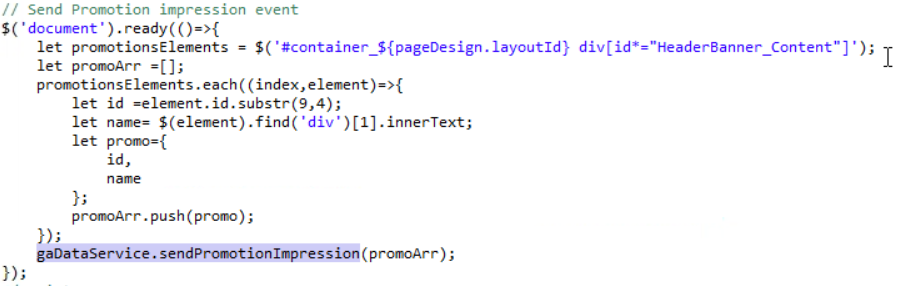 // Send Promotion impression event
$('document').ready(()=>{
    let promotionsElements = $('#container_${pageDesign.layoutId} div[id*="HeaderBanner_Content"]');
    let promoArr =[];
    promotionsElements.each((index,element)=>{
        let id =element.id.substr(9,4);
        let name= $(element).find('div')[1].innerText;
        let promo={
            id,
            name
        };
        promoArr.push(promo);
    });
    gaDataService.sendPromotionImpression(promoArr);
});